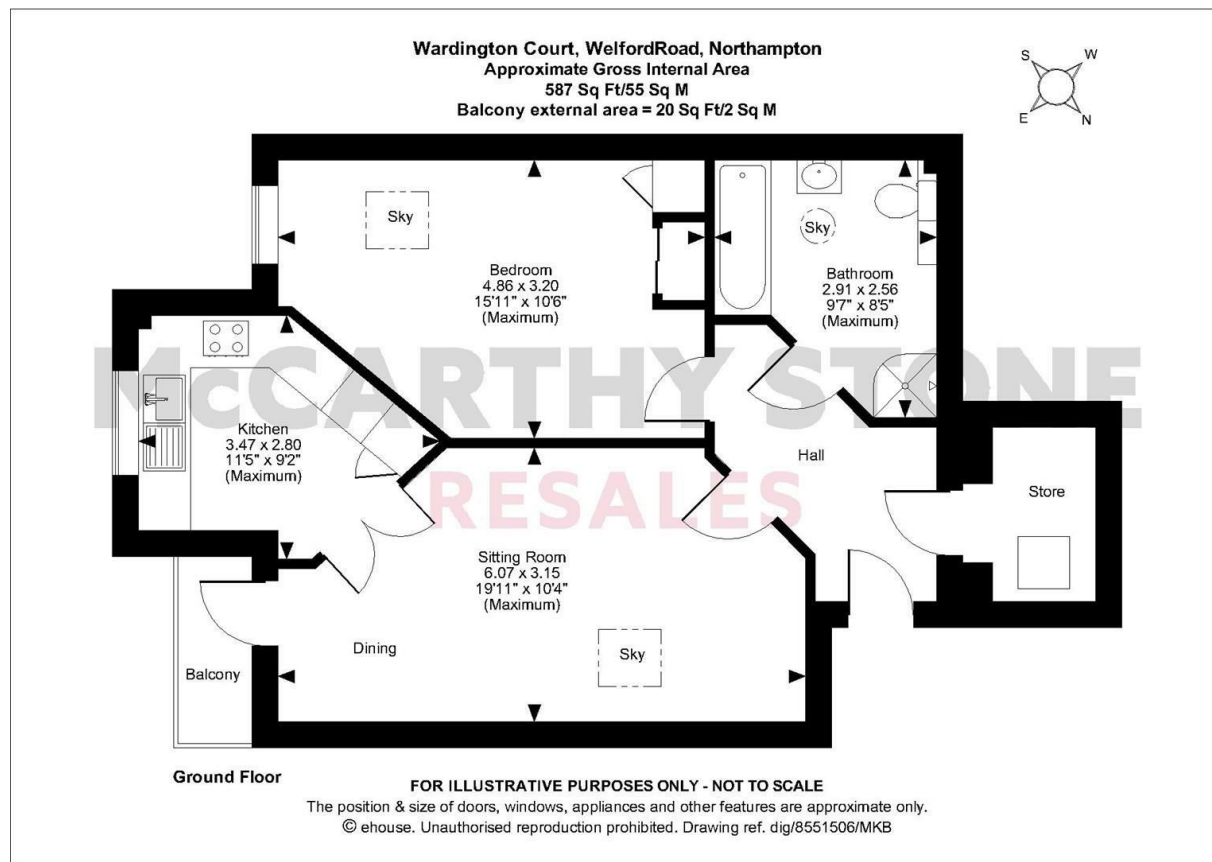 Wardington Court, WelfordRoad, Northampton
Approximate Gross Internal Area
587 Sq Ft/55 Sq M
Balcony external area = 20 Sq Ft/2 Sq M
S
W
E
N
Sky
Bedroom
4.86 x 3.20
15'11" x 10'6"
(Maximum)
Sky
Bathroom
2.91 x 2.56
9'7" x 8'5"
(Maximum)
McCARTHY STONE
RESALES
Kitchen
3.47 x 2.80
11'5" x 9'2"
(Maximum)
Hall
Store
Sitting Room
6.07 x 3.15
19'11" x 10'4"
(Maximum)
Dining
Sky
Balcony
Ground Floor
FOR ILLUSTRATIVE PURPOSES ONLY - NOT TO SCALE
The position & size of doors, windows, appliances and other features are approximate only.
© ehouse. Unauthorised reproduction prohibited. Drawing ref. dig/8551506/MKB